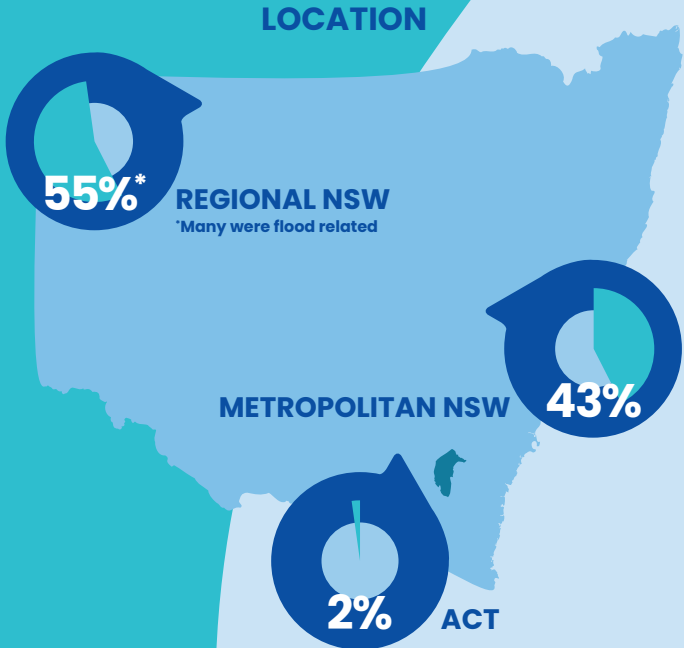 LOCATION
55%*
REGIONAL NSW
*Many were flood related
43%
METROPOLITAN NSW
2%
ACT